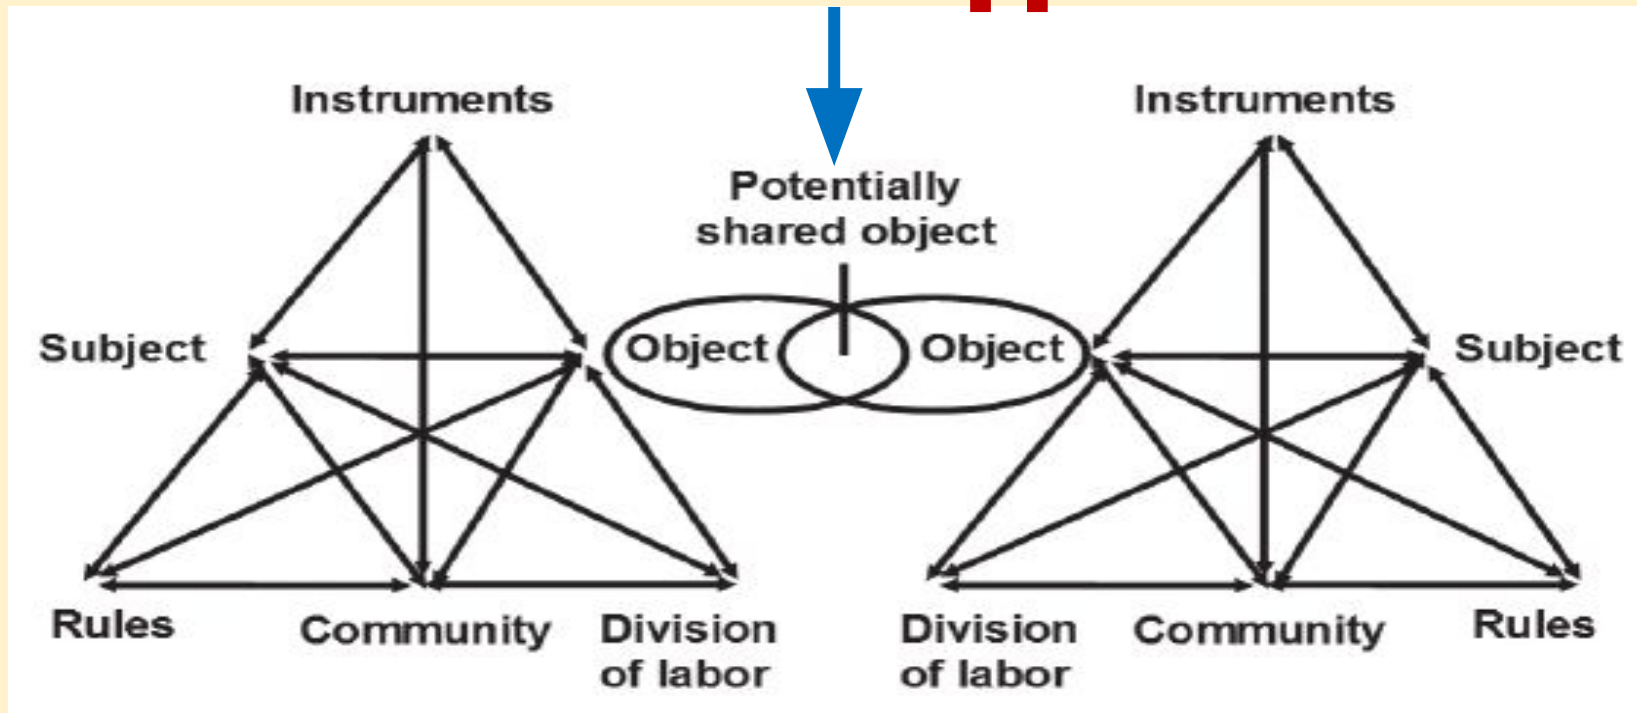 Instruments
Instruments
Potentially
shared object
Subject
Object
Object
Subject
Rules
Community
Division
of labor
Division
of labor
Community
Rules